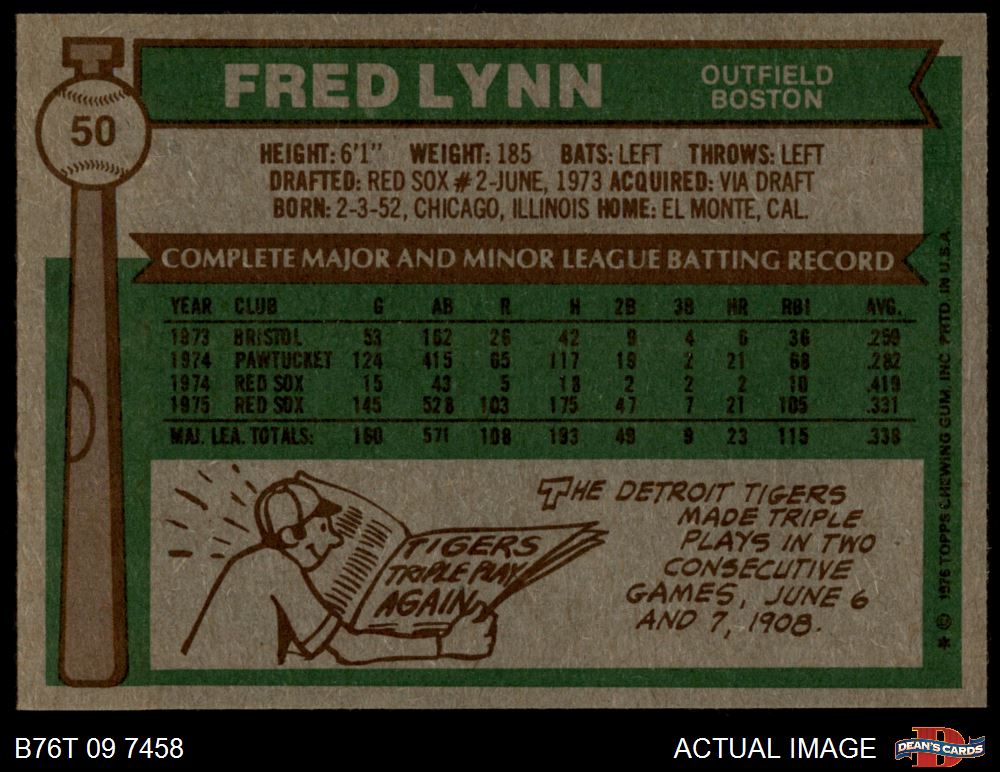 50
FRED LYNN
OUTFIELD
BOSTON
HEIGHT: 6'1" WEIGHT: 185 BATS: LEFT THROWS: LEFT
DRAFTED: RED SOX #2-JUNE, 1973 ACQUIRED: VIA DRAFT
BORN: 2-3-52, CHICAGO, ILLINOIS HOME: EL MONTE, CAL.
COMPLETE MAJOR AND MINOR LEAGUE BATTING RECORD
YEAR CLUB G AB R H 2B 3B HR RBI AVG.
1973 BRISTOL 53 162 26 42 9 4 6 36 .259
1974 PAWTUCKET 124 415 65 117 19 2 21 68 .282
1974 RED SOX 15 43 5 18 2 2 2 10 .419
1975 RED SOX 145 528 103 175 47 7 21 105 .331
MAJ. LEA. TOTALS: 160 571 108 193 49 9 23 115 .338
TIGERS
TRIPLE PLAY
AGAIN
THE DETROIT TIGERS
MADE TRIPLE
PLAYS IN TWO
CONSECUTIVE
GAMES, JUNE 6
AND 7, 1908.
* © 1976 TOPPS CHEWING GUM, INC. PRTD. IN U.S.A.
B76T 09 7458
ACTUAL IMAGE
D
DEAN'S CARDS